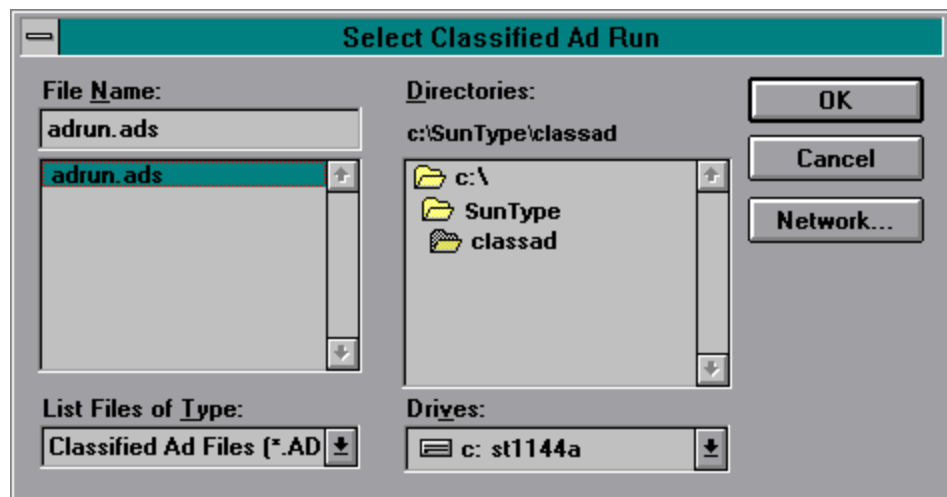 Select Classified Ad Run
File Name:
adrun.ads
adrun.ads
List Files of Type:
Classified Ad Files (*.AD
Directories:
c:\SunType\classad
c:\
SunType
classad
Drives:
c: st1144a
OK
Cancel
Network...